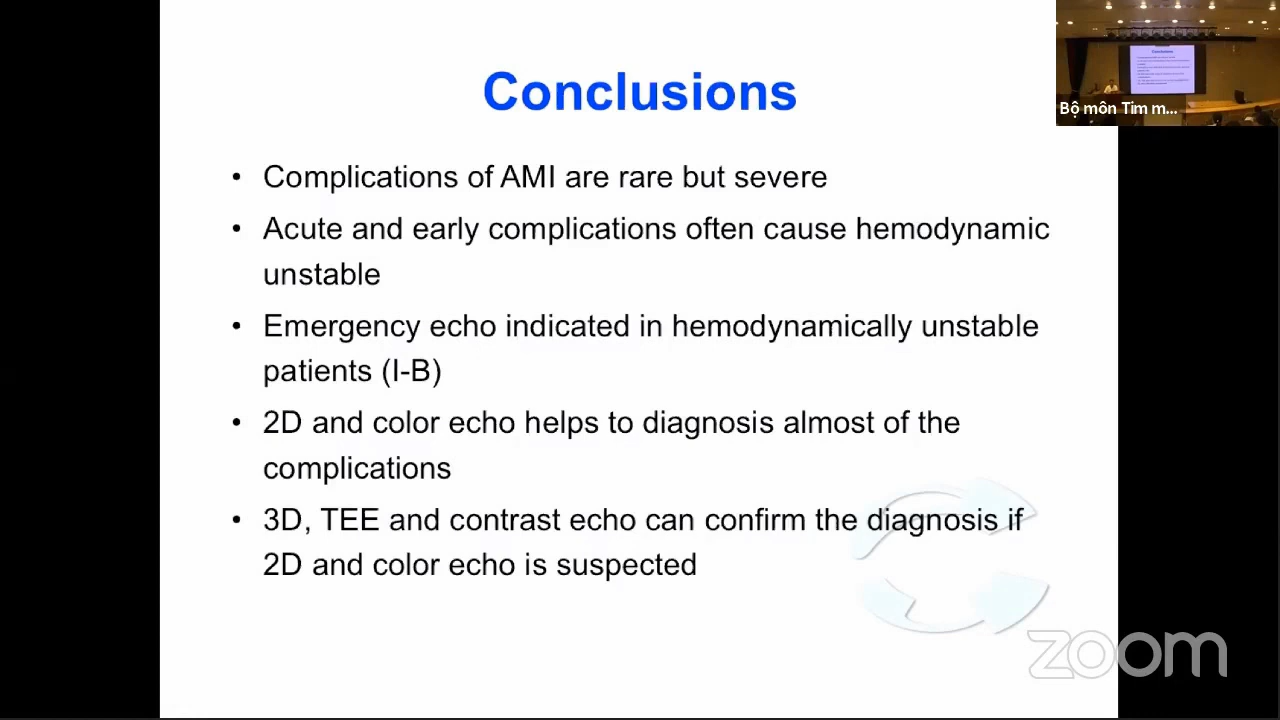 Conclusions
Bộ môn Tim m...
• Complications of AMI are rare but severe
• Acute and early complications often cause hemodynamic
unstable
• Emergency echo indicated in hemodynamically unstable
patients (I-B)
• 2D and color echo helps to diagnosis almost of the
complications
• 3D, TEE and contrast echo can confirm the diagnosis if
2D and color echo is suspected
zoom